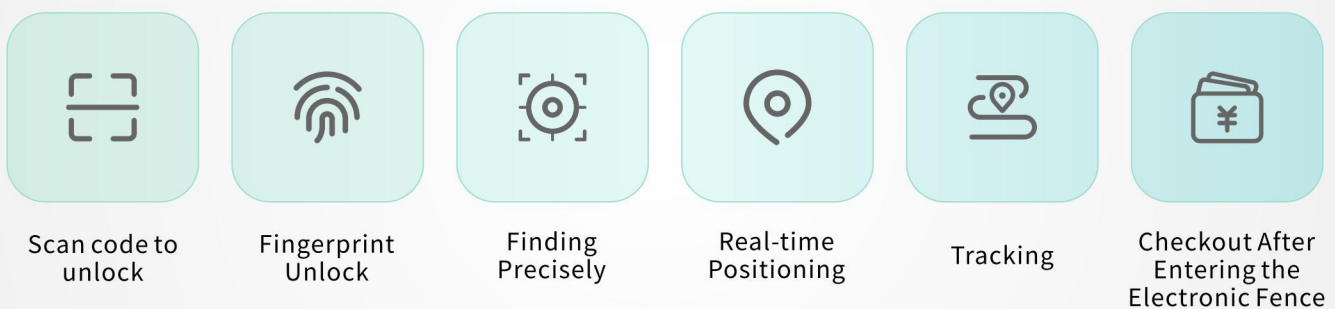 ¥
Scan code to
unlock
Fingerprint
Unlock
Finding
Precisely
Real-time
Positioning
Tracking
Checkout After
Entering the
Electronic Fence